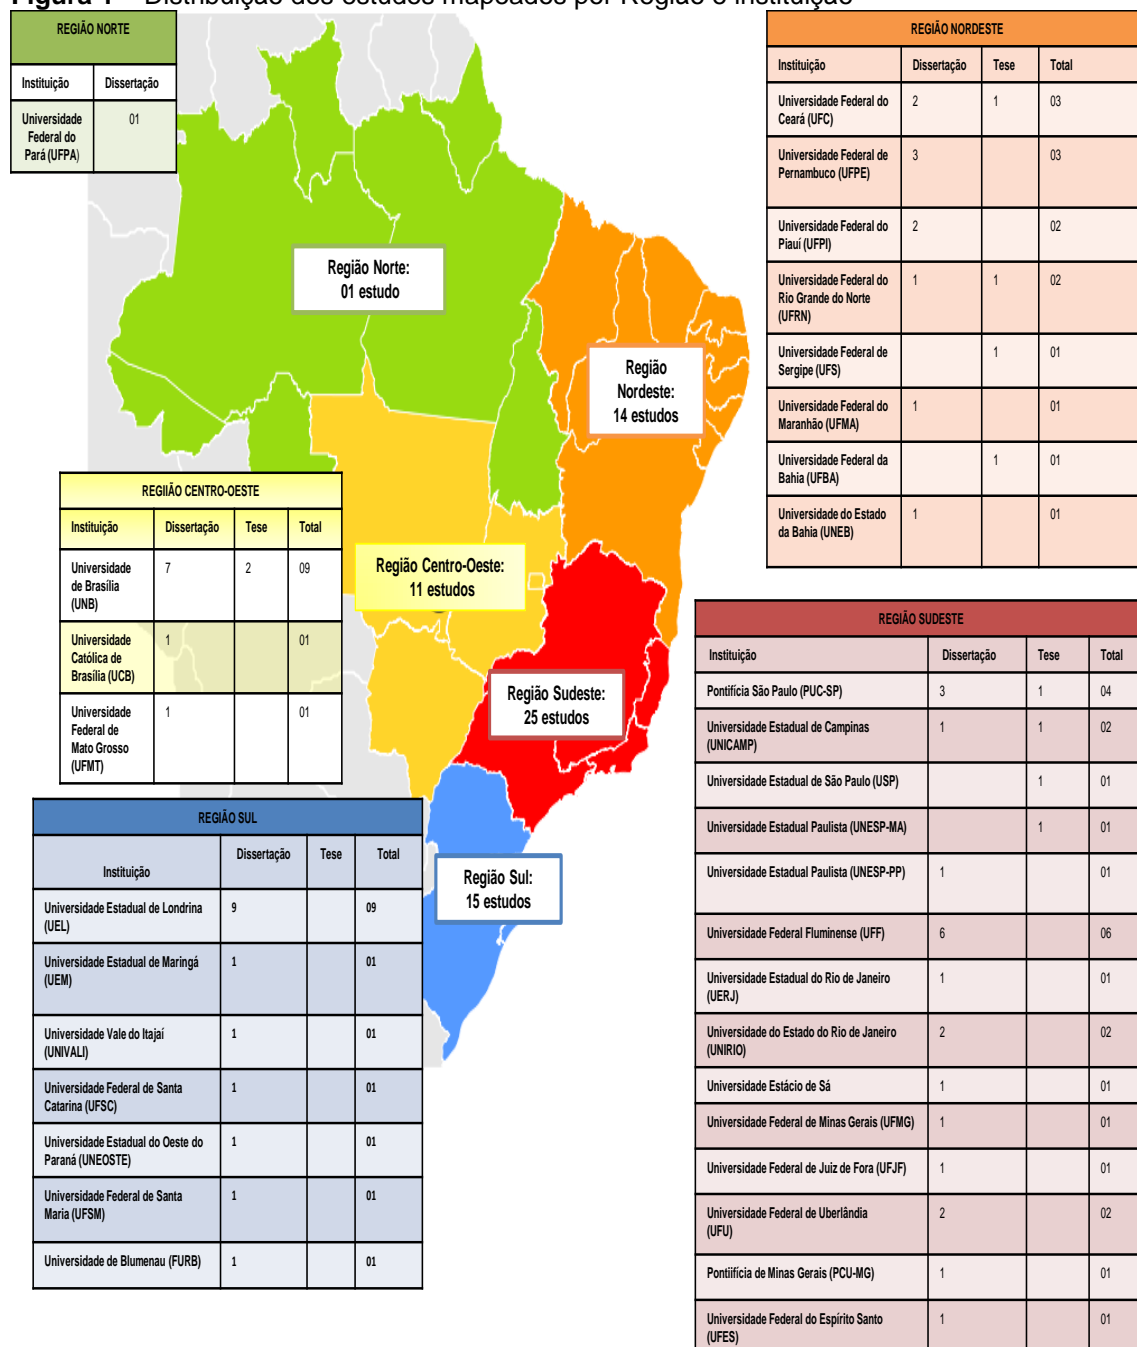 Figura 1 – Distribuição dos estudos mapeados por Região e instituição
REGIÃO NORTE
Instituição Dissertação
Universidade 01
Federal do
Pará (UFPA)
REGIÃO NORDESTE
Instituição Dissertação Tese Total
Universidade Federal do 2 1 03
Ceará (UFC)
Universidade Federal de 3 03
Pernambuco (UFPE)
Universidade Federal do 2 02
Piauí (UFPI)
Universidade Federal do 1 1 02
Rio Grande do Norte
(UFRN)
Universidade Federal de 1 01
Sergipe (UFS)
Universidade Federal do 1 01
Maranhão (UFMA)
Universidade Federal da 1 01
Bahia (UFBA)
Universidade do Estado 1 01
da Bahia (UNEB)
Região Norte:
01 estudo
Região
Nordeste:
14 estudos
Região Centro-Oeste:
11 estudos
Região Sudeste:
25 estudos
Região Sul:
15 estudos
REGIIÃO CENTRO-OESTE
Instituição Dissertação Tese Total
Universidade 7 2 09
de Brasília
(UNB)
Universidade 1 01
Católica de
Brasília (UCB)
Universidade 1 01
Federal de
Mato Grosso
(UFMT)
REGIÃO SUL
Instituição Dissertação Tese Total
Universidade Estadual de Londrina 9 09
(UEL)
Universidade Estadual de Maringá 1 01
(UEM)
Universidade Vale do Itajaí 1 01
(UNIVALI)
Universidade Federal de Santa 1 01
Catarina (UFSC)
Universidade Estadual do Oeste do 1 01
Paraná (UNEOSTE)
Universidade Federal de Santa 1 01
Maria (UFSM)
Universidade de Blumenau (FURB) 1 01
REGIÃO SUDESTE
Instituição Dissertação Tese Total
Pontifícia São Paulo (PUC-SP) 3 1 04
Universidade Estadual de Campinas 1 1 02
(UNICAMP)
Universidade Estadual de São Paulo (USP) 1 01
Universidade Estadual Paulista (UNESP-MA) 1 01
Universidade Estadual Paulista (UNESP-PP) 1 01
Universidade Federal Fluminense (UFF) 6 06
Universidade Estadual do Rio de Janeiro 1 01
(UERJ)
Universidade do Estado do Rio de Janeiro 2 02
(UNIRIO)
Universidade Estácio de Sá 1 01
Universidade Federal de Minas Gerais (UFMG) 1 01
Universidade Federal de Juiz de Fora (UFJF) 1 01
Universidade Federal de Uberlândia 2 02
(UFU)
Pontiifícia de Minas Gerais (PCU-MG) 1 01
Universidade Federal do Espírito Santo 1 01
(UFES)